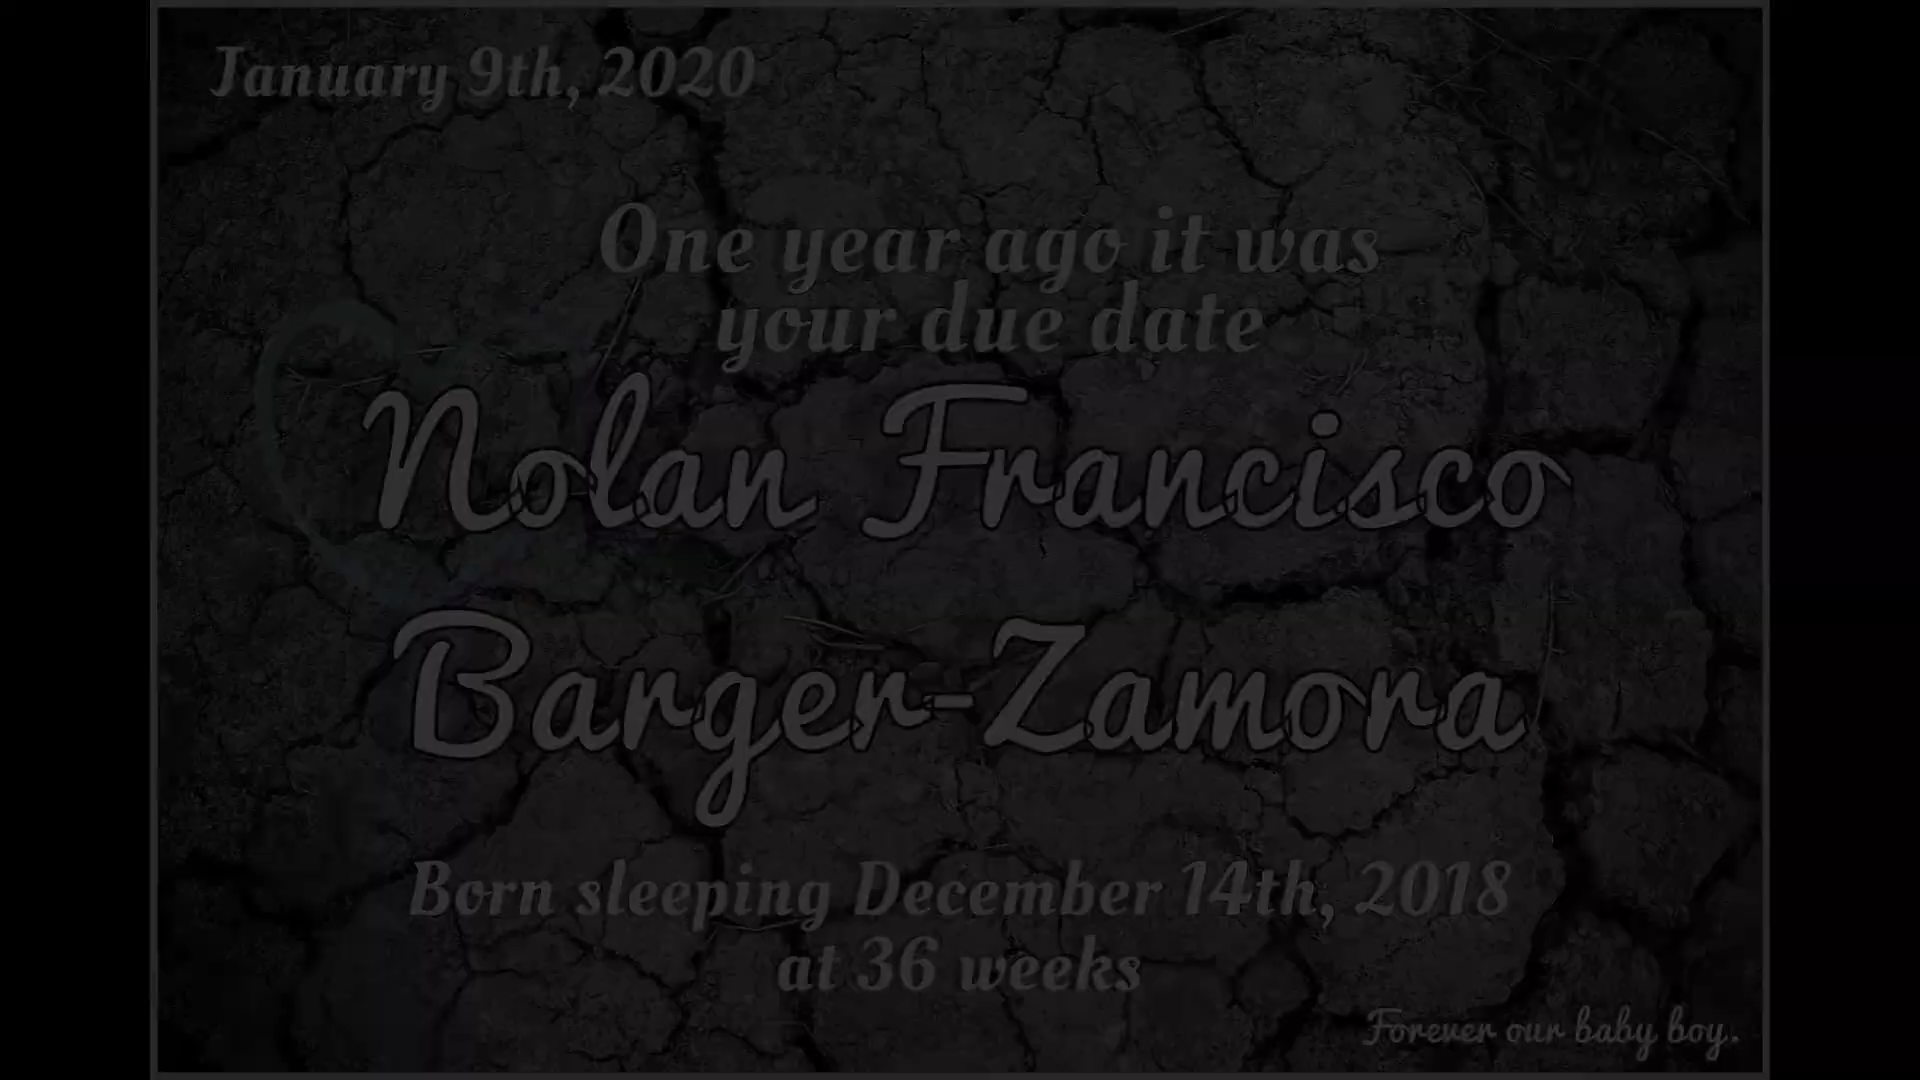 January 9th, 2020
One year ago it was
your due date
Nolan Francisco
Barger-Zamora
Born sleeping December 14th, 2018
at 36 weeks
Forever our baby boy.